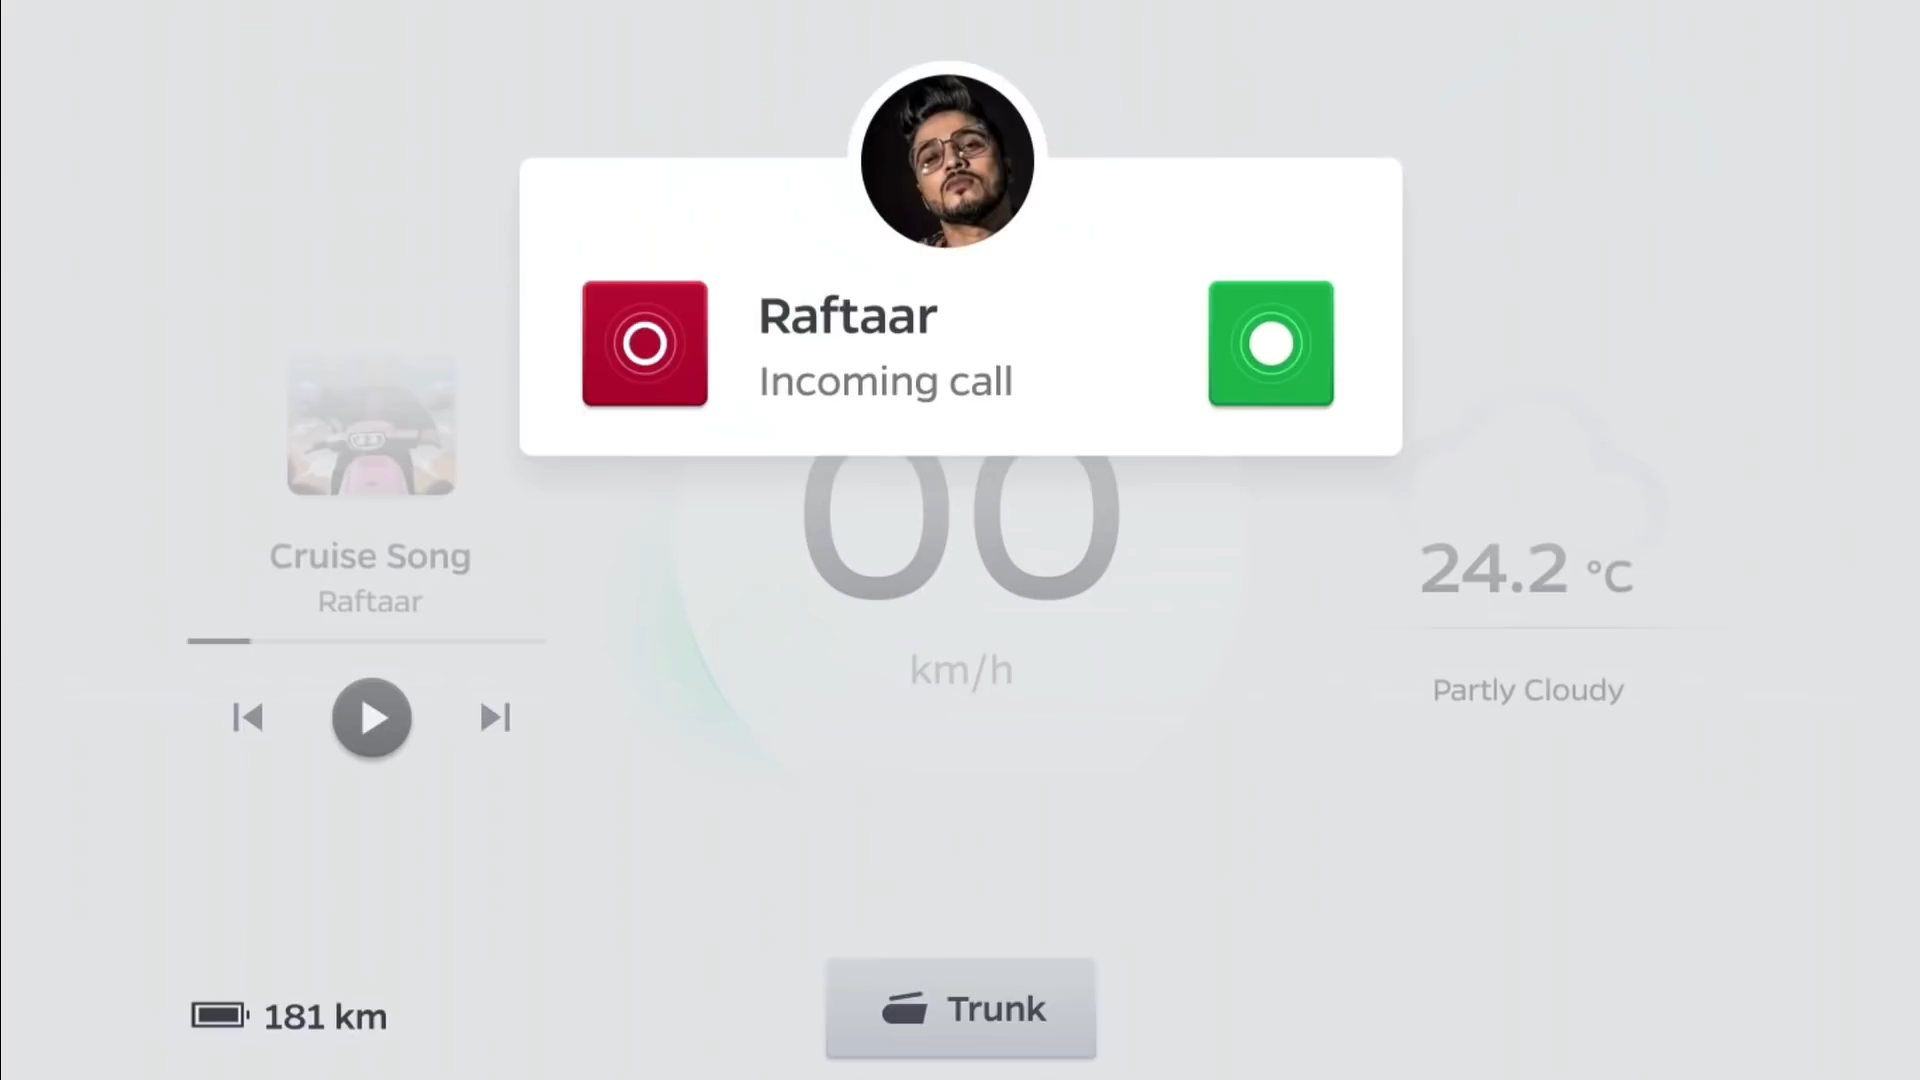 Raftaar
Incoming call
00
km/h
Cruise Song
Raftaar
24.2 °C
Partly Cloudy
181 km
Trunk